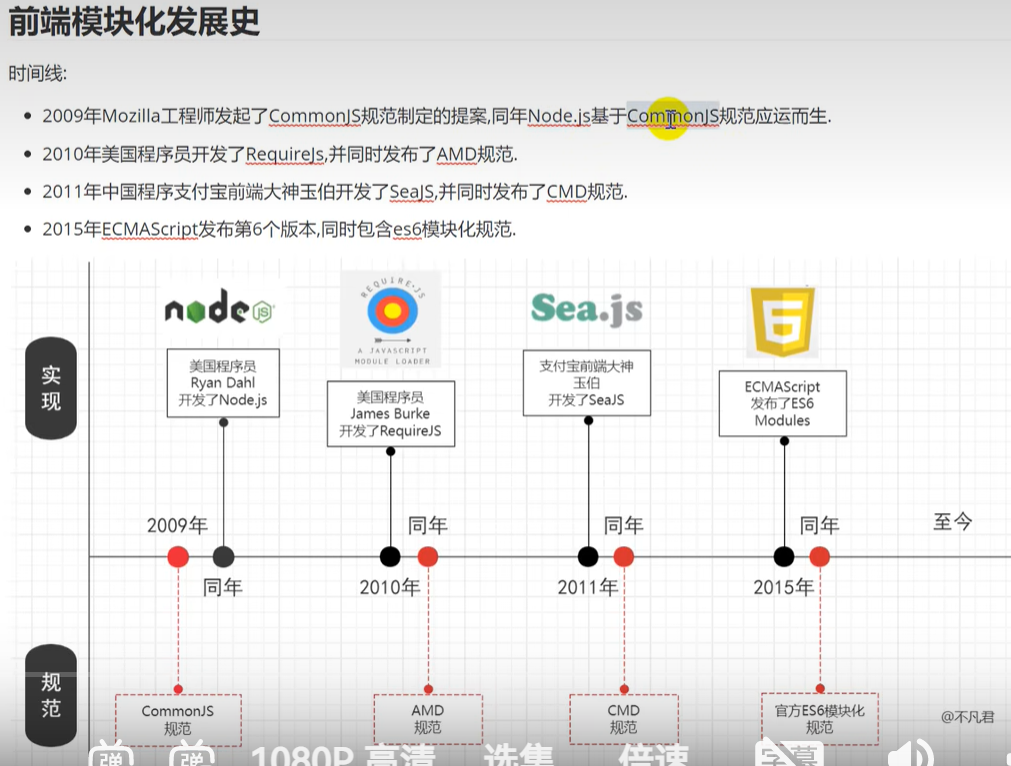 前端模块化发展史
时间线:
2009年Mozilla工程师发起了CommonJS规范制定的提案,同年Node.js基于CommonJS规范应运而生.
2010年美国程序员开发了RequireJs,并同时发布了AMD规范.
2011年中国程序支付宝前端大神玉伯开发了SeaJS,并同时发布了CMD规范.
2015年ECMAScript发布第6个版本,同时包含es6模块化规范.
node JS
REQUIRE.JS
A JAVASCRIPT
MODULE LOADER
Sea.js
6
实
现
美国程序员
Ryan Dahl
开发了Node.js
美国程序员
James Burke
开发了RequireJS
支付宝前端大神
玉伯
开发了SeaJS
ECMAScript
发布了ES6
Modules
2009年
同年
同年
同年
至今
同年
2010年
2011年
2015年
规
范
CommonJS
规范
AMD
规范
CMD
规范
官方ES6模块化
规范
@不凡君
弹 弹 1080P 高清 选集 倍速 字幕